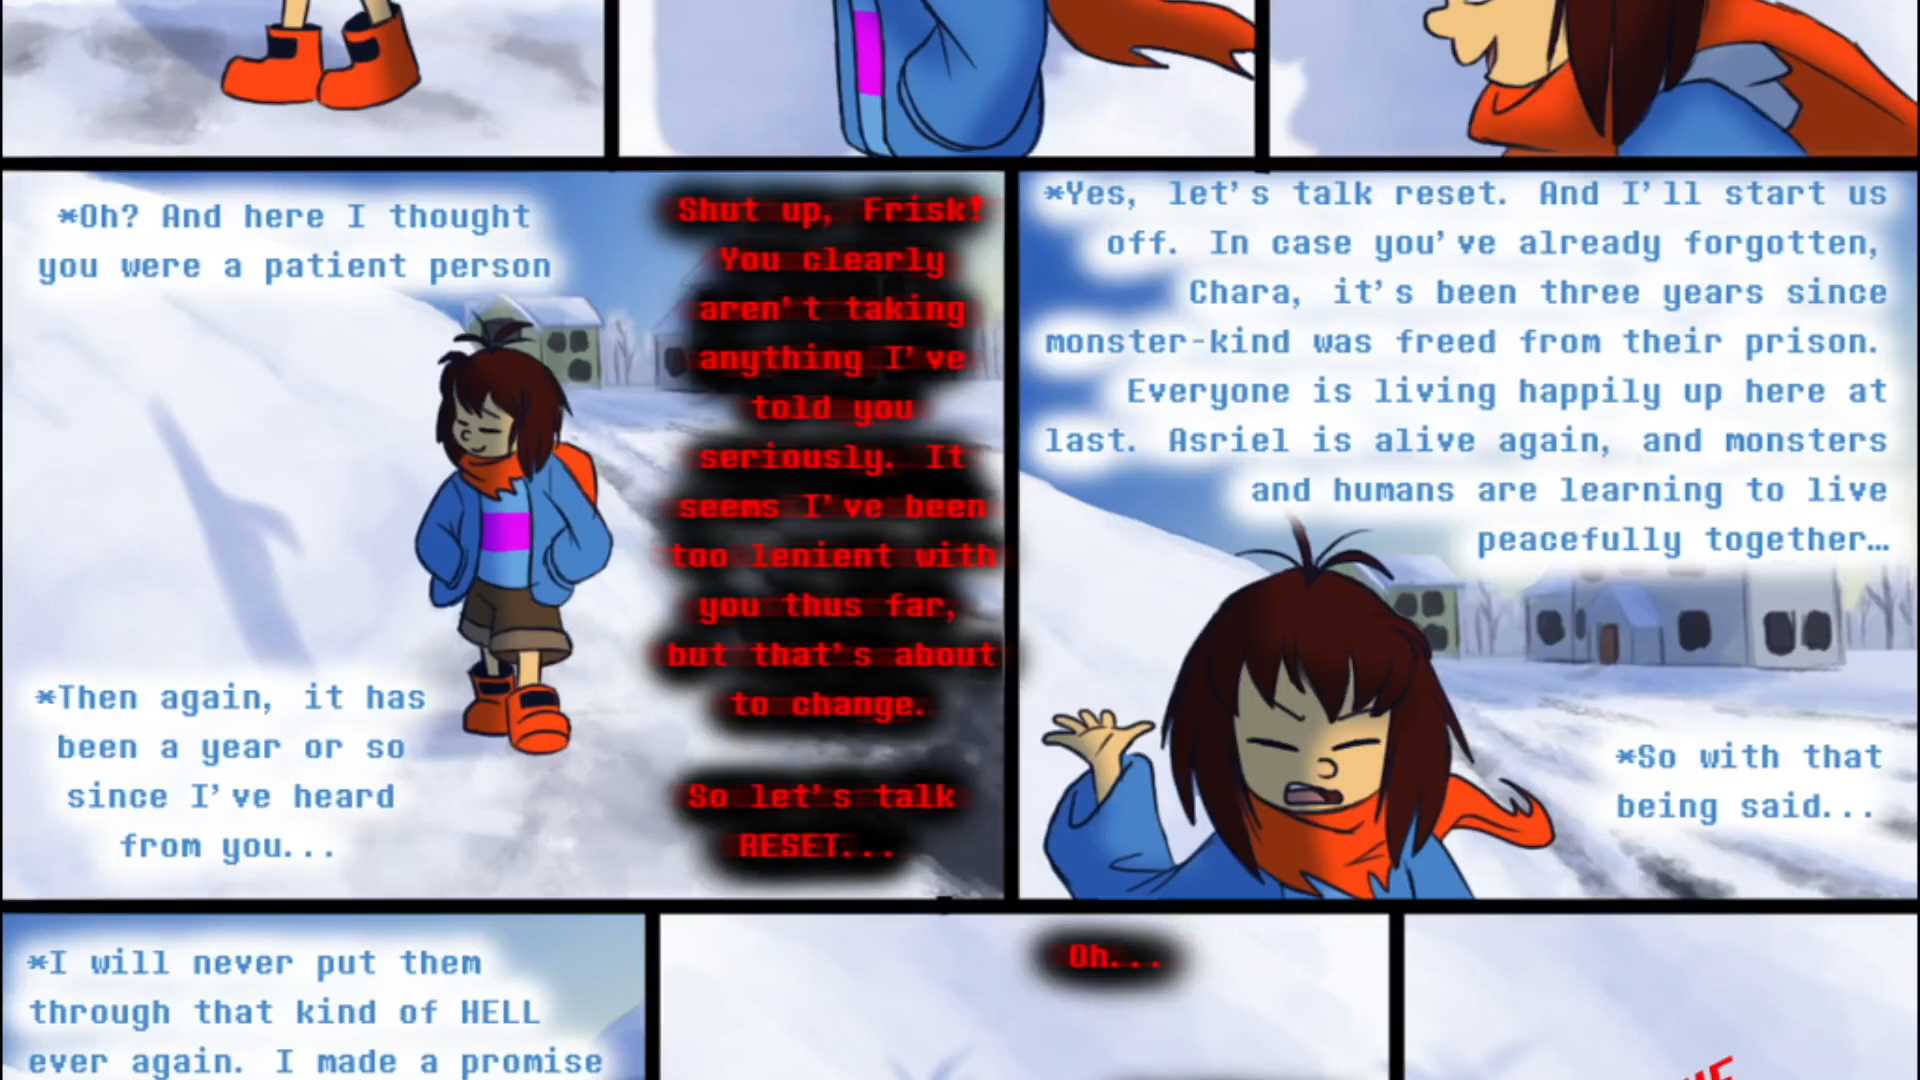 *Oh? And here I thought
you were a patient person
Shut up, Frisk!
You clearly
aren't taking
anything I've
told you
seriously. It
seems I've been
too lenient with
you thus far,
but that's about
to change.
*Then again, it has
been a year or so
since I've heard
from you...
So let's talk
RESET...
*Yes, let's talk reset. And I'll start us
off. In case you've already forgotten,
Chara, it's been three years since
monster-kind was freed from their prison.
Everyone is living happily up here at
last. Asriel is alive again, and monsters
and humans are learning to live
peacefully together…
*So with that
being said...
*I will never put them
through that kind of HELL
ever again. I made a promise
Oh...